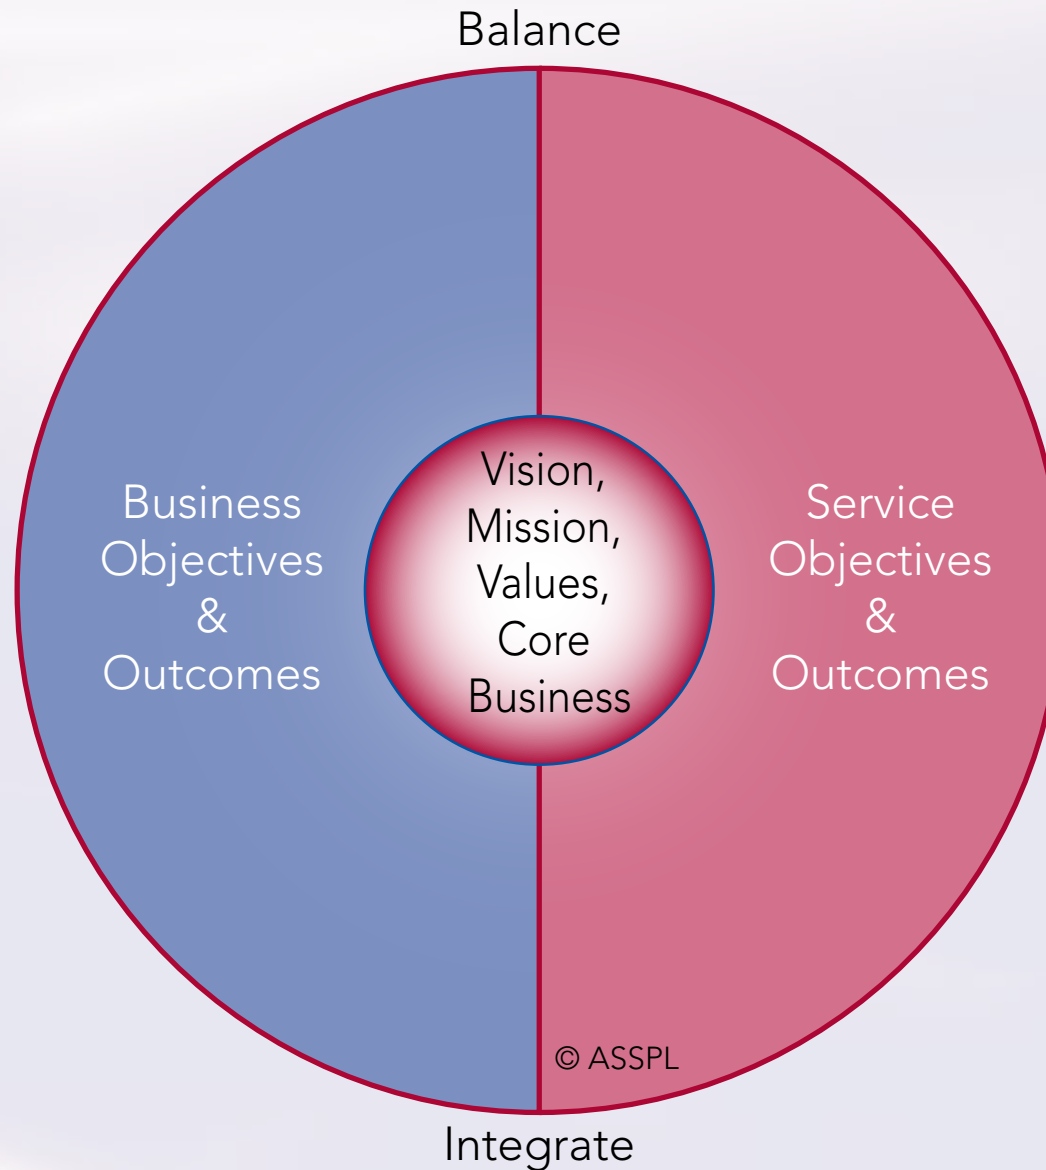 Balance
Business
Objectives
&
Outcomes
Vision,
Mission,
Values,
Core
Business
Service
Objectives
&
Outcomes
© ASSPL
Integrate